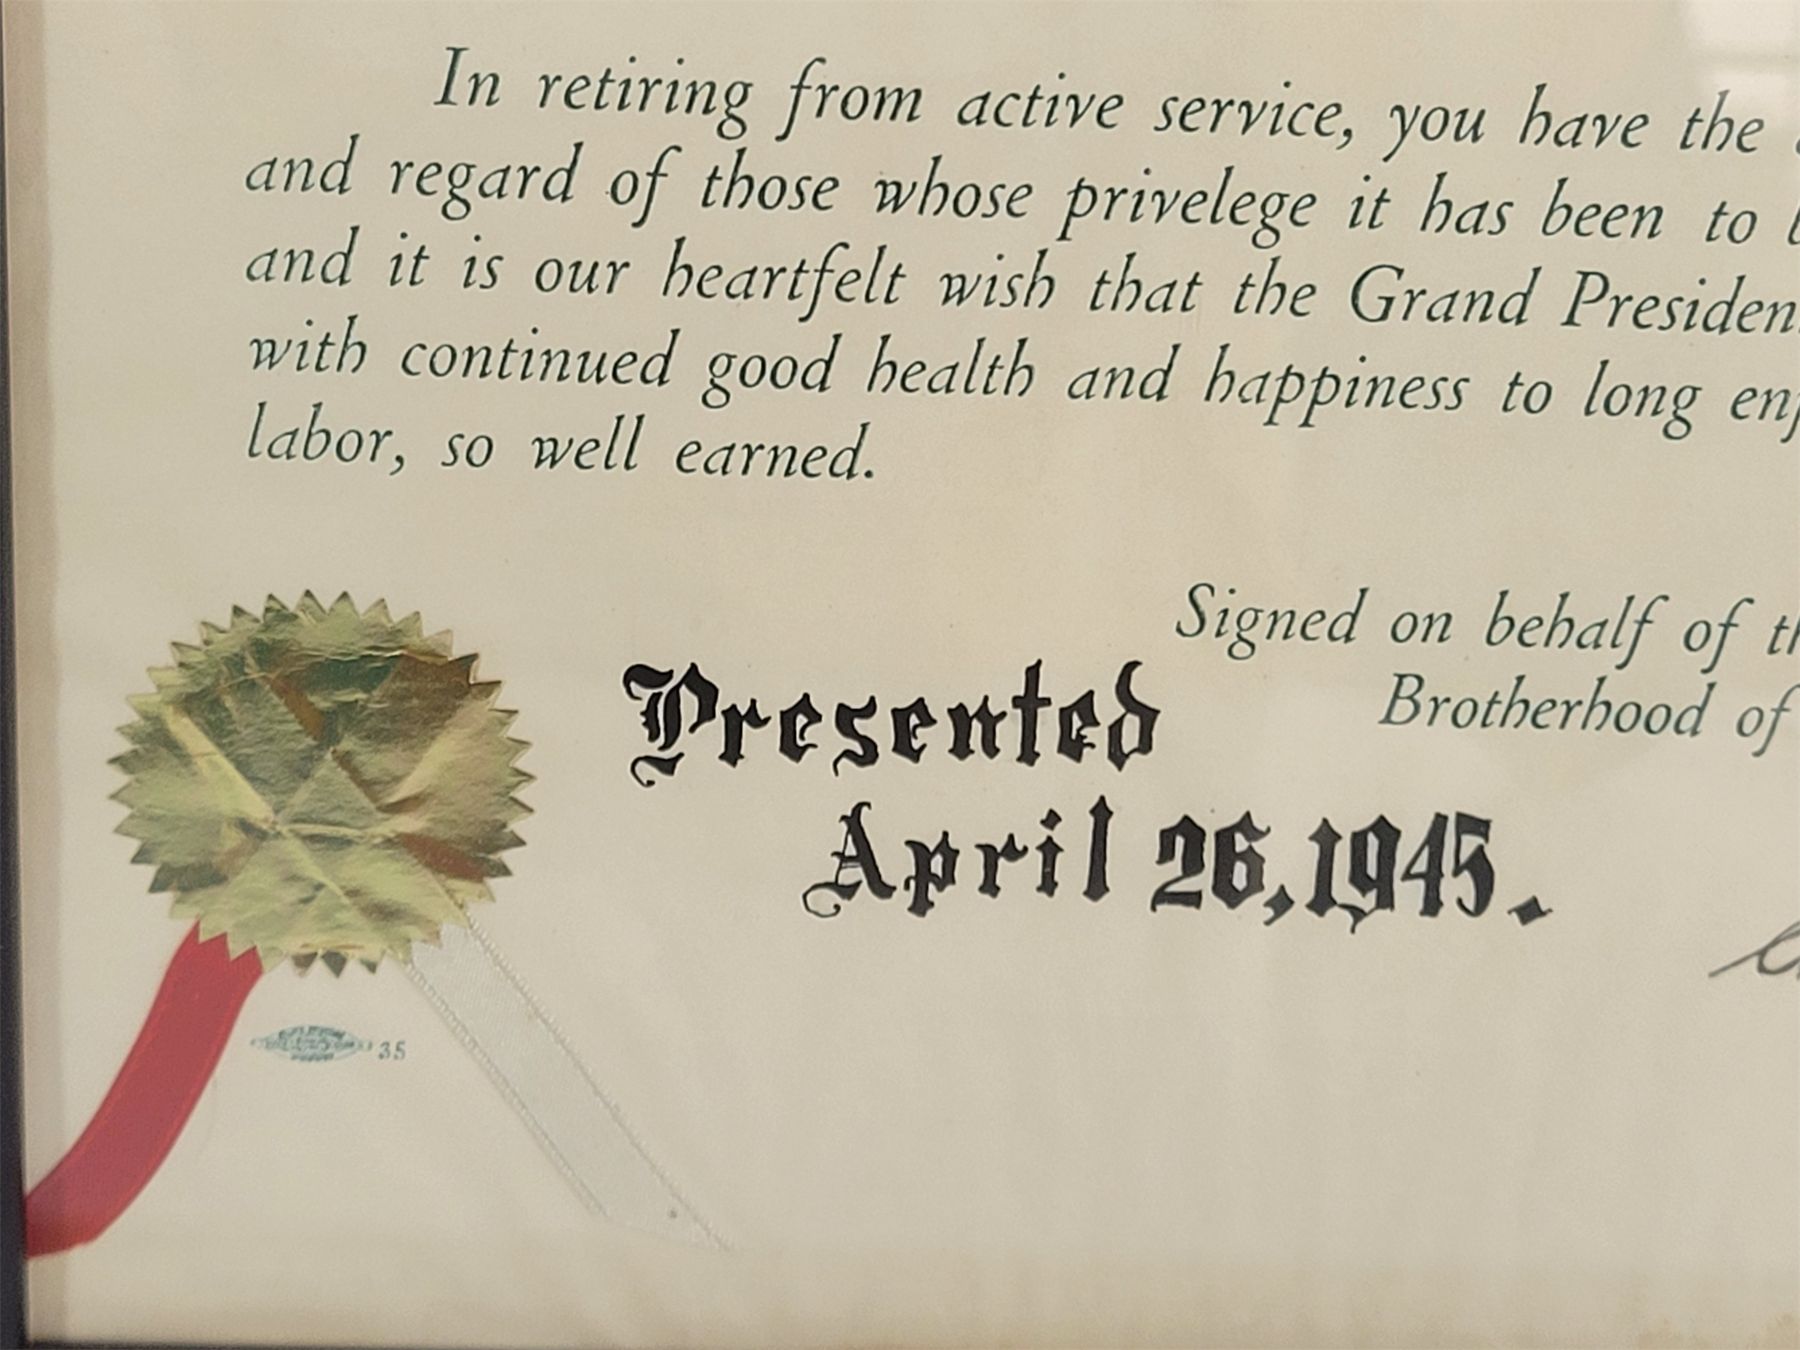 In retiring from active service, you have the
and regard of those whose privelege it has been to b
and it is our heartfelt wish that the Grand Presiden
with continued good health and happiness to long enj
labor, so well earned.
Signed on behalf of th
Brotherhood of
Presented
April 26, 1945.
35